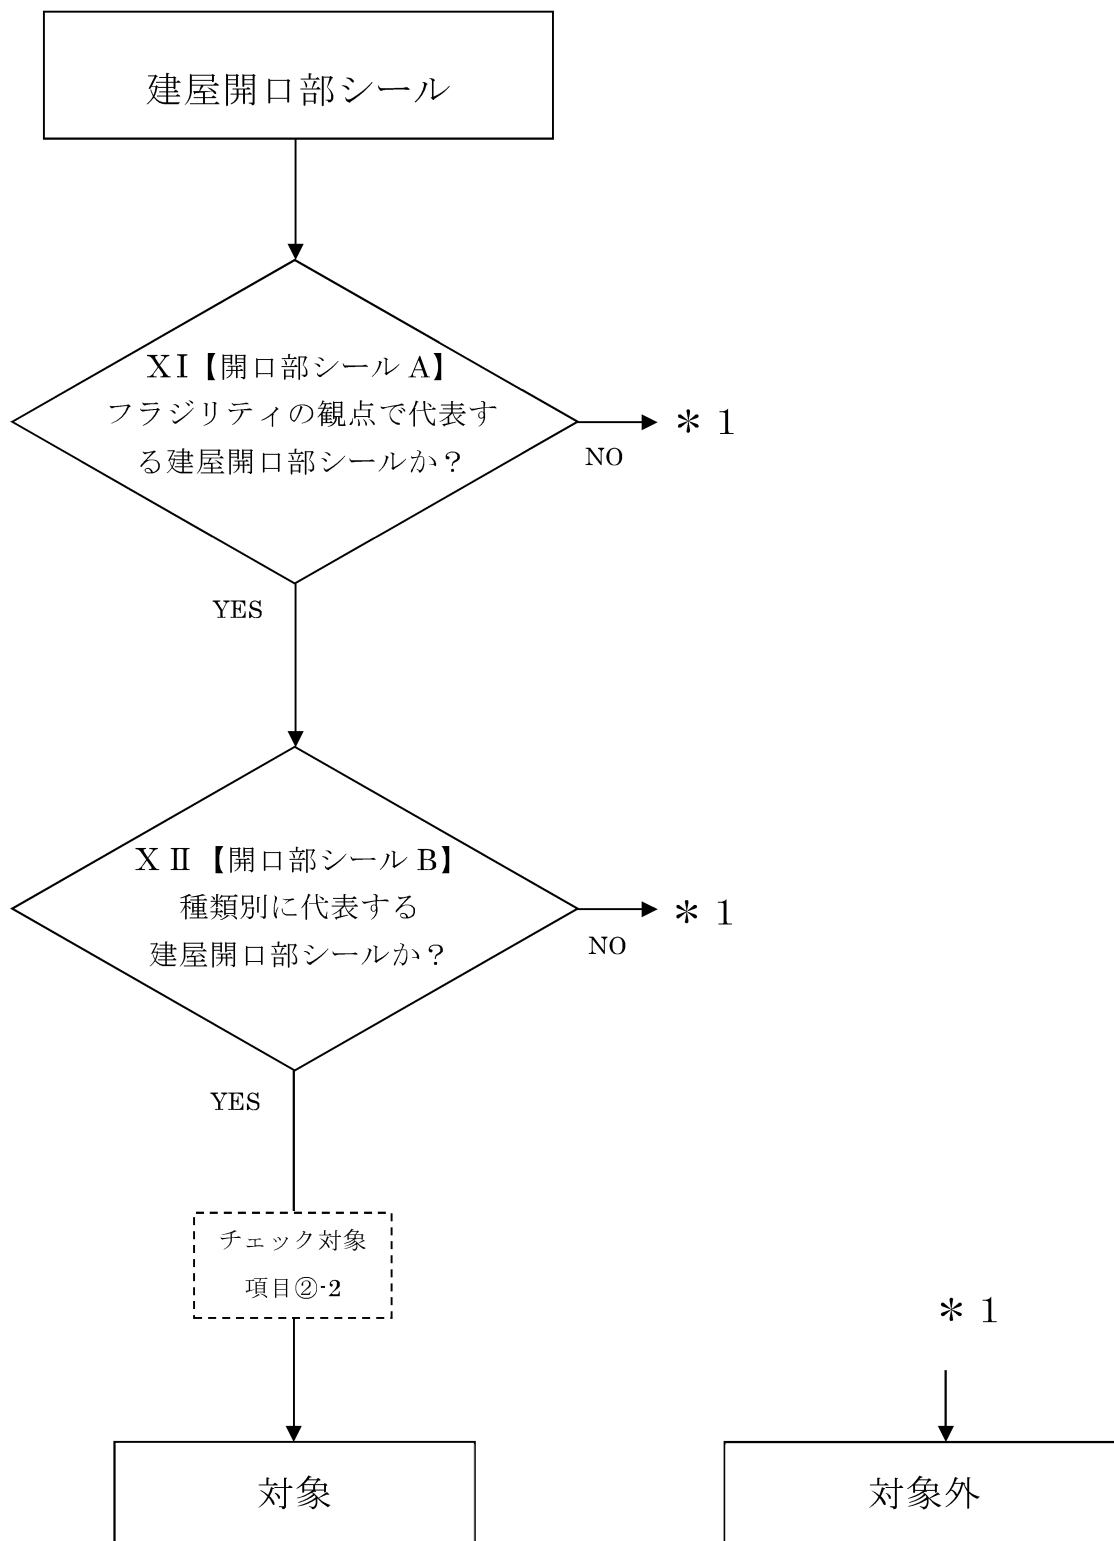 建屋開口部シール
ⅩⅠ【開口部シール A】
フラジリティの観点で代表す
る建屋開口部シールか？
＊ 1
NO
YES
Ⅹ Ⅱ 【開口部シール B】
種類別に代表する
建屋開口部シールか？
＊ 1
NO
YES
チェック対象
項目②-2
＊ 1
対象
対象外